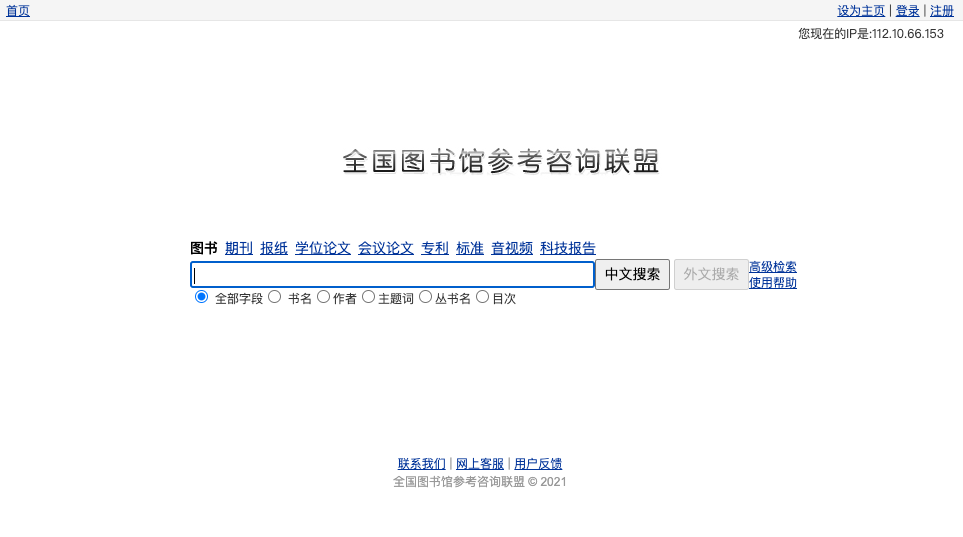 首页 设为主页 | 登录 | 注册
您现在的IP是:112.10.66.153
全国图书馆参考咨询联盟
图书 期刊 报纸 学位论文 会议论文 专利 标准 音视频 科技报告
中文搜索 外文搜索 高级检索
使用帮助
全部字段 书名 作者 主题词 丛书名 目次
联系我们 | 网上客服 | 用户反馈
全国图书馆参考咨询联盟 © 2021